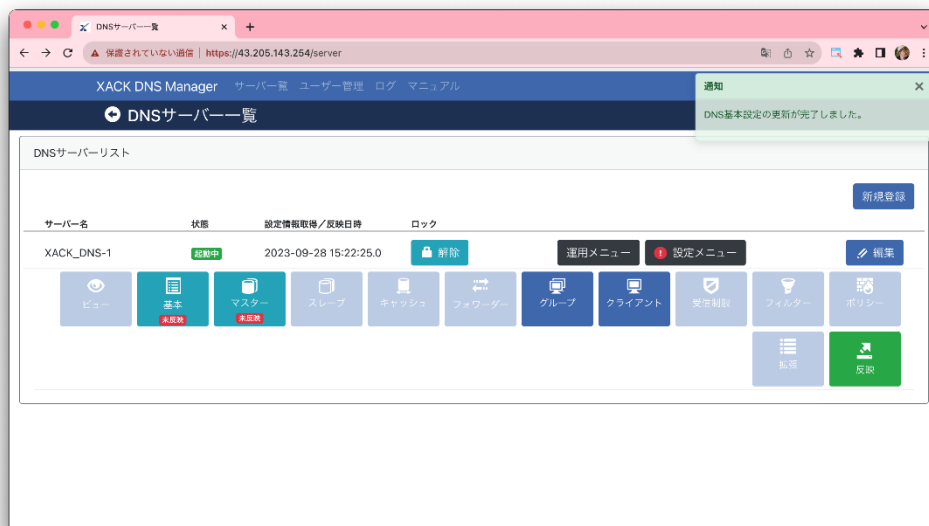 DNSサーバー一覧
保護されていない通信 | https://43.205.143.254/server
XACK DNS Manager サーバ一覧 ユーザー管理 ログ マニュアル
通知
DNS基本設定の更新が完了しました。
DNSサーバー一覧
DNSサーバーリスト
新規登録
サーバー名 状態 設定情報取得／反映日時 ロック
XACK_DNS-1 起動中 2023-09-28 15:22:25.0 解除 運用メニュー 設定メニュー 編集
ビュー 基本 マスター スレーブ キャッシュ フォワーダー グループ クライアント 受信制限 フィルター ポリシー
未反映 未反映
拡張 反映